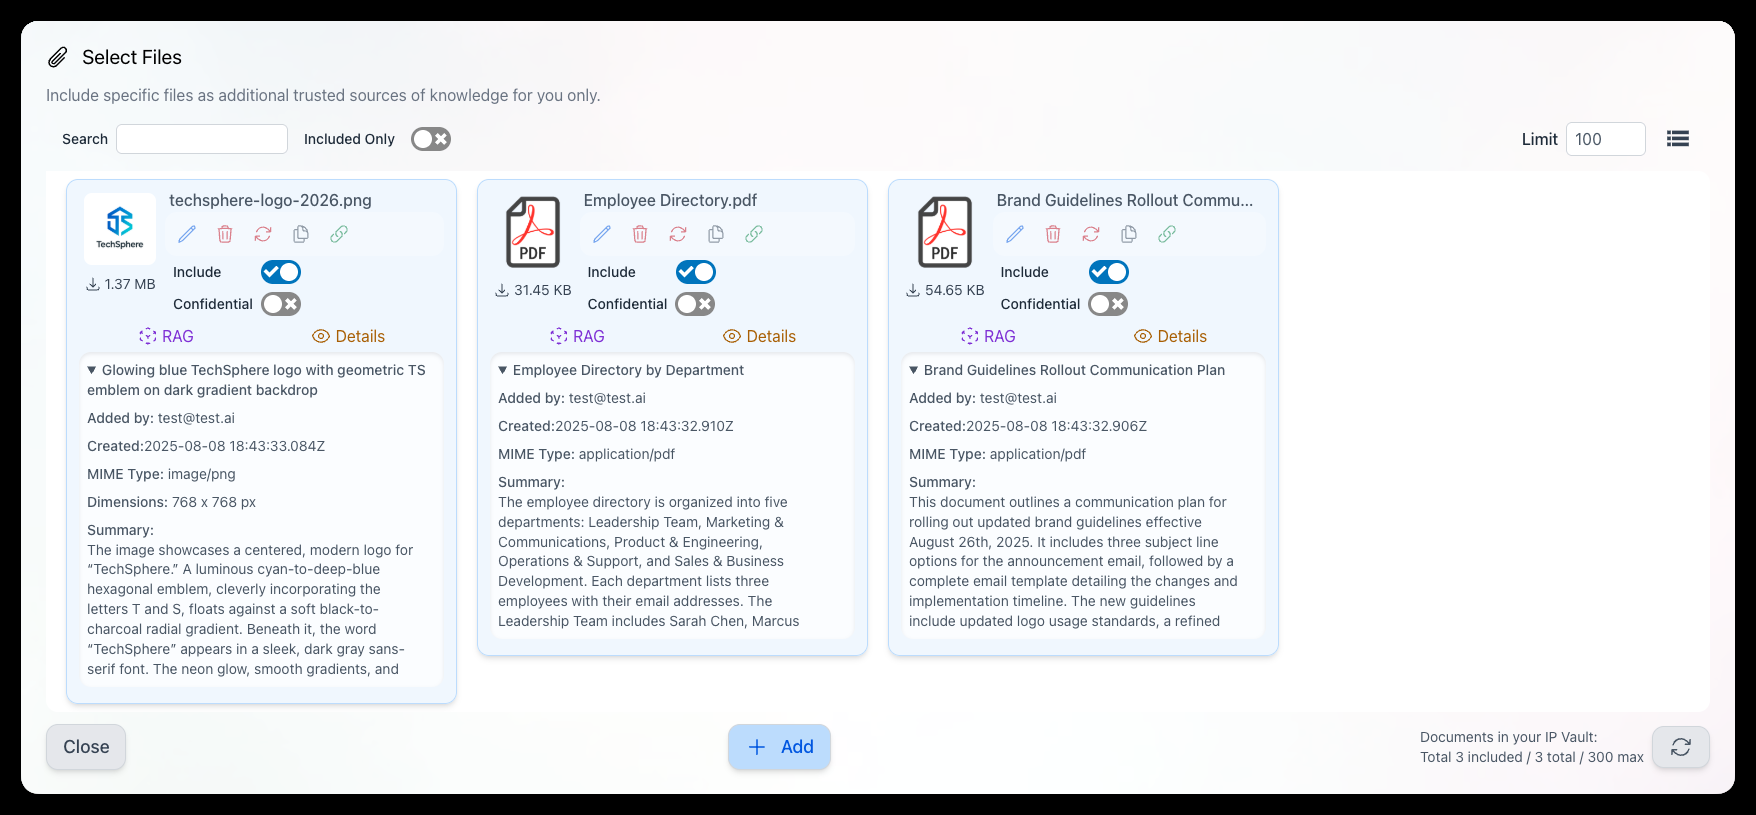 Select Files
Include specific files as additional trusted sources of knowledge for you only.
Search
Included Only
Limit 100
TS
TechSphere
techsphere-logo-2026.png
1.37 MB
Include
Confidential
RAG
Details
▼ Glowing blue TechSphere logo with geometric TS
emblem on dark gradient backdrop
Added by: test@test.ai
Created:2025-08-08 18:43:33.084Z
MIME Type: image/png
Dimensions: 768 x 768 px
Summary:
The image showcases a centered, modern logo for
“TechSphere.” A luminous cyan-to-deep-blue
hexagonal emblem, cleverly incorporating the
letters T and S, floats against a soft black-to-
charcoal radial gradient. Beneath it, the word
“TechSphere” appears in a sleek, dark gray sans-
serif font. The neon glow, smooth gradients, and
PDF
Employee Directory.pdf
31.45 KB
Include
Confidential
RAG
Details
▼ Employee Directory by Department
Added by: test@test.ai
Created:2025-08-08 18:43:32.910Z
MIME Type: application/pdf
Summary:
The employee directory is organized into five
departments: Leadership Team, Marketing &
Communications, Product & Engineering,
Operations & Support, and Sales & Business
Development. Each department lists three
employees with their email addresses. The
Leadership Team includes Sarah Chen, Marcus
PDF
Brand Guidelines Rollout Commu...
54.65 KB
Include
Confidential
RAG
Details
▼ Brand Guidelines Rollout Communication Plan
Added by: test@test.ai
Created:2025-08-08 18:43:32.906Z
MIME Type: application/pdf
Summary:
This document outlines a communication plan for
rolling out updated brand guidelines effective
August 26th, 2025. It includes three subject line
options for the announcement email, followed by a
complete email template detailing the changes and
implementation timeline. The new guidelines
include updated logo usage standards, a refined
Close
+ Add
Documents in your IP Vault:
Total 3 included / 3 total / 300 max